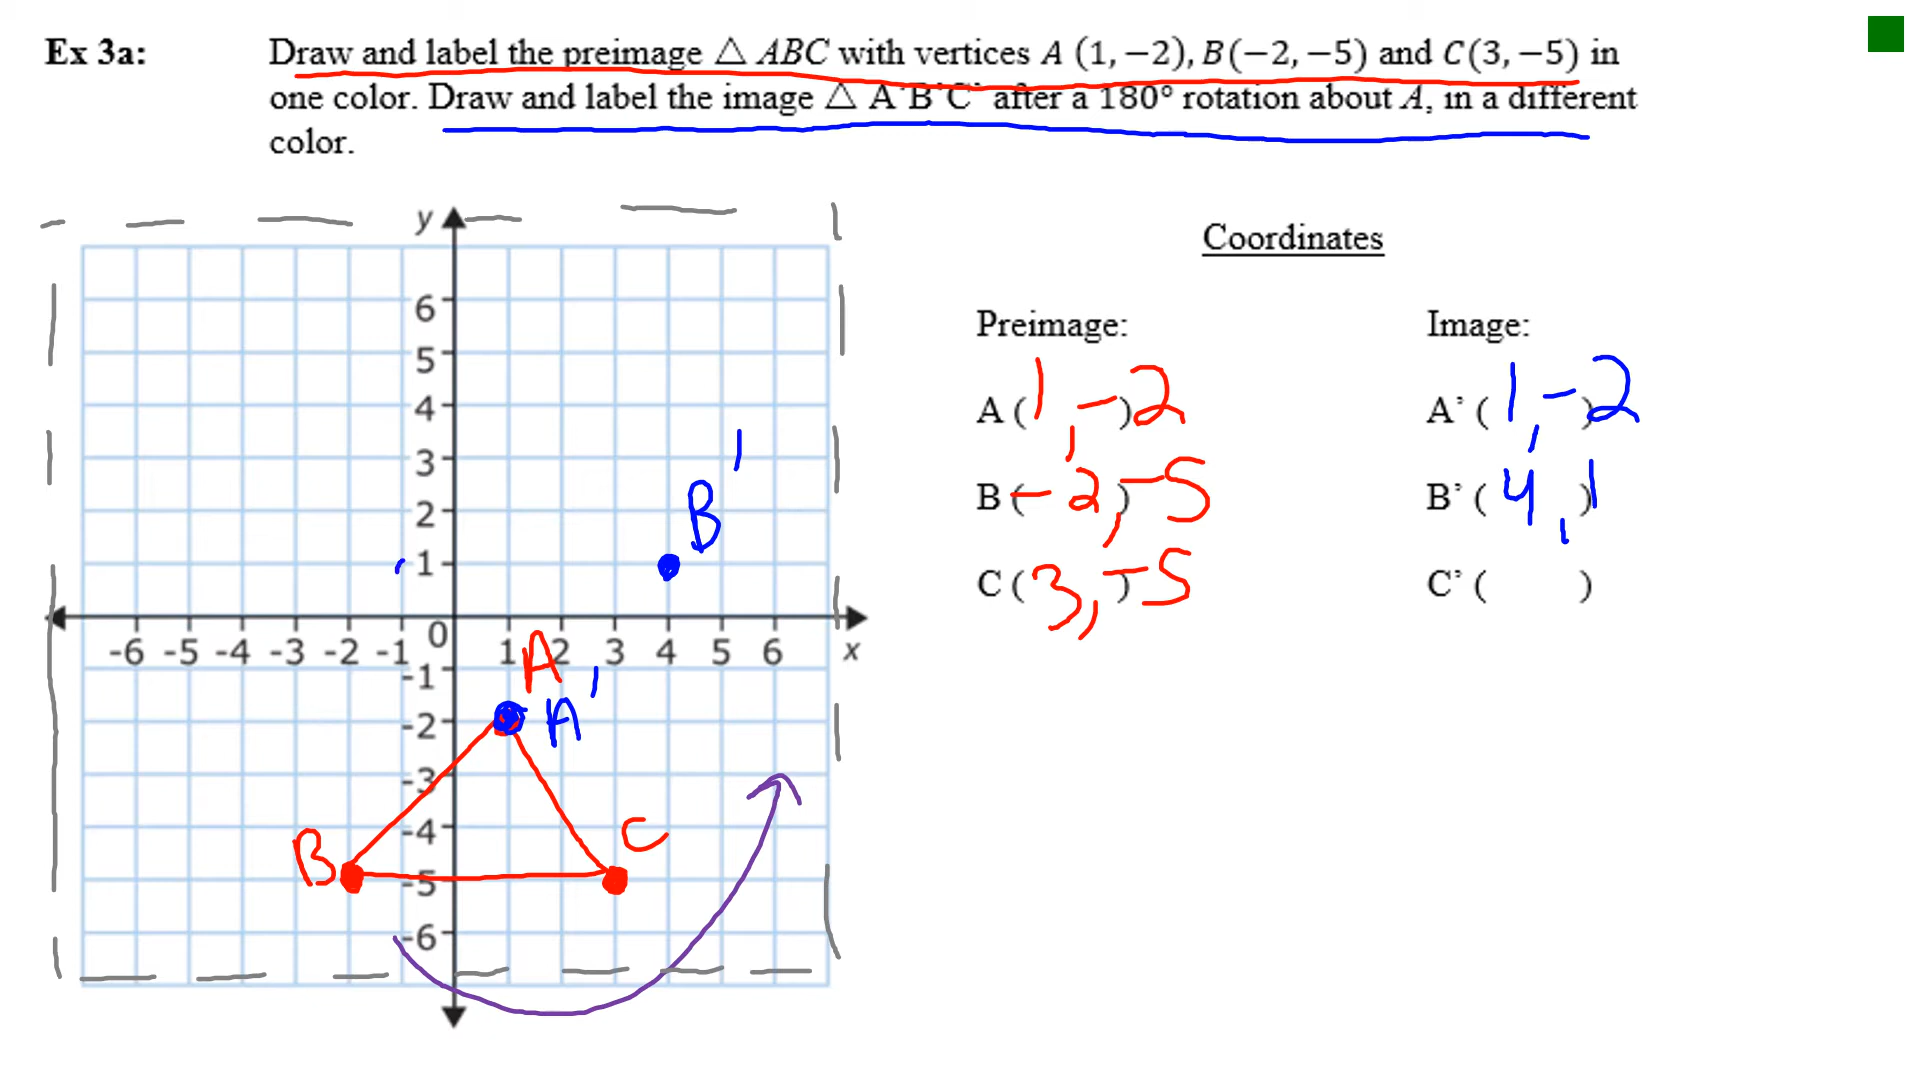 Ex 3a: Draw and label the preimage △ ABC with vertices A (1, −2), B(−2, −5) and C(3, −5) in
one color. Draw and label the image △ A'B'C' after a 180° rotation about A, in a different
color.
y
Coordinates
6
Preimage: Image:
5
A (1, −2) A' (1, −2)
4
3
B (−2, −5) B' (4, 1)
B'
2
1
C (3, −5) C' ( )
0
-6 -5 -4 -3 -2 -1 1 2 3 4 5 6 x
A
-1
A'
-2
-3
-4
B C
-5
-6